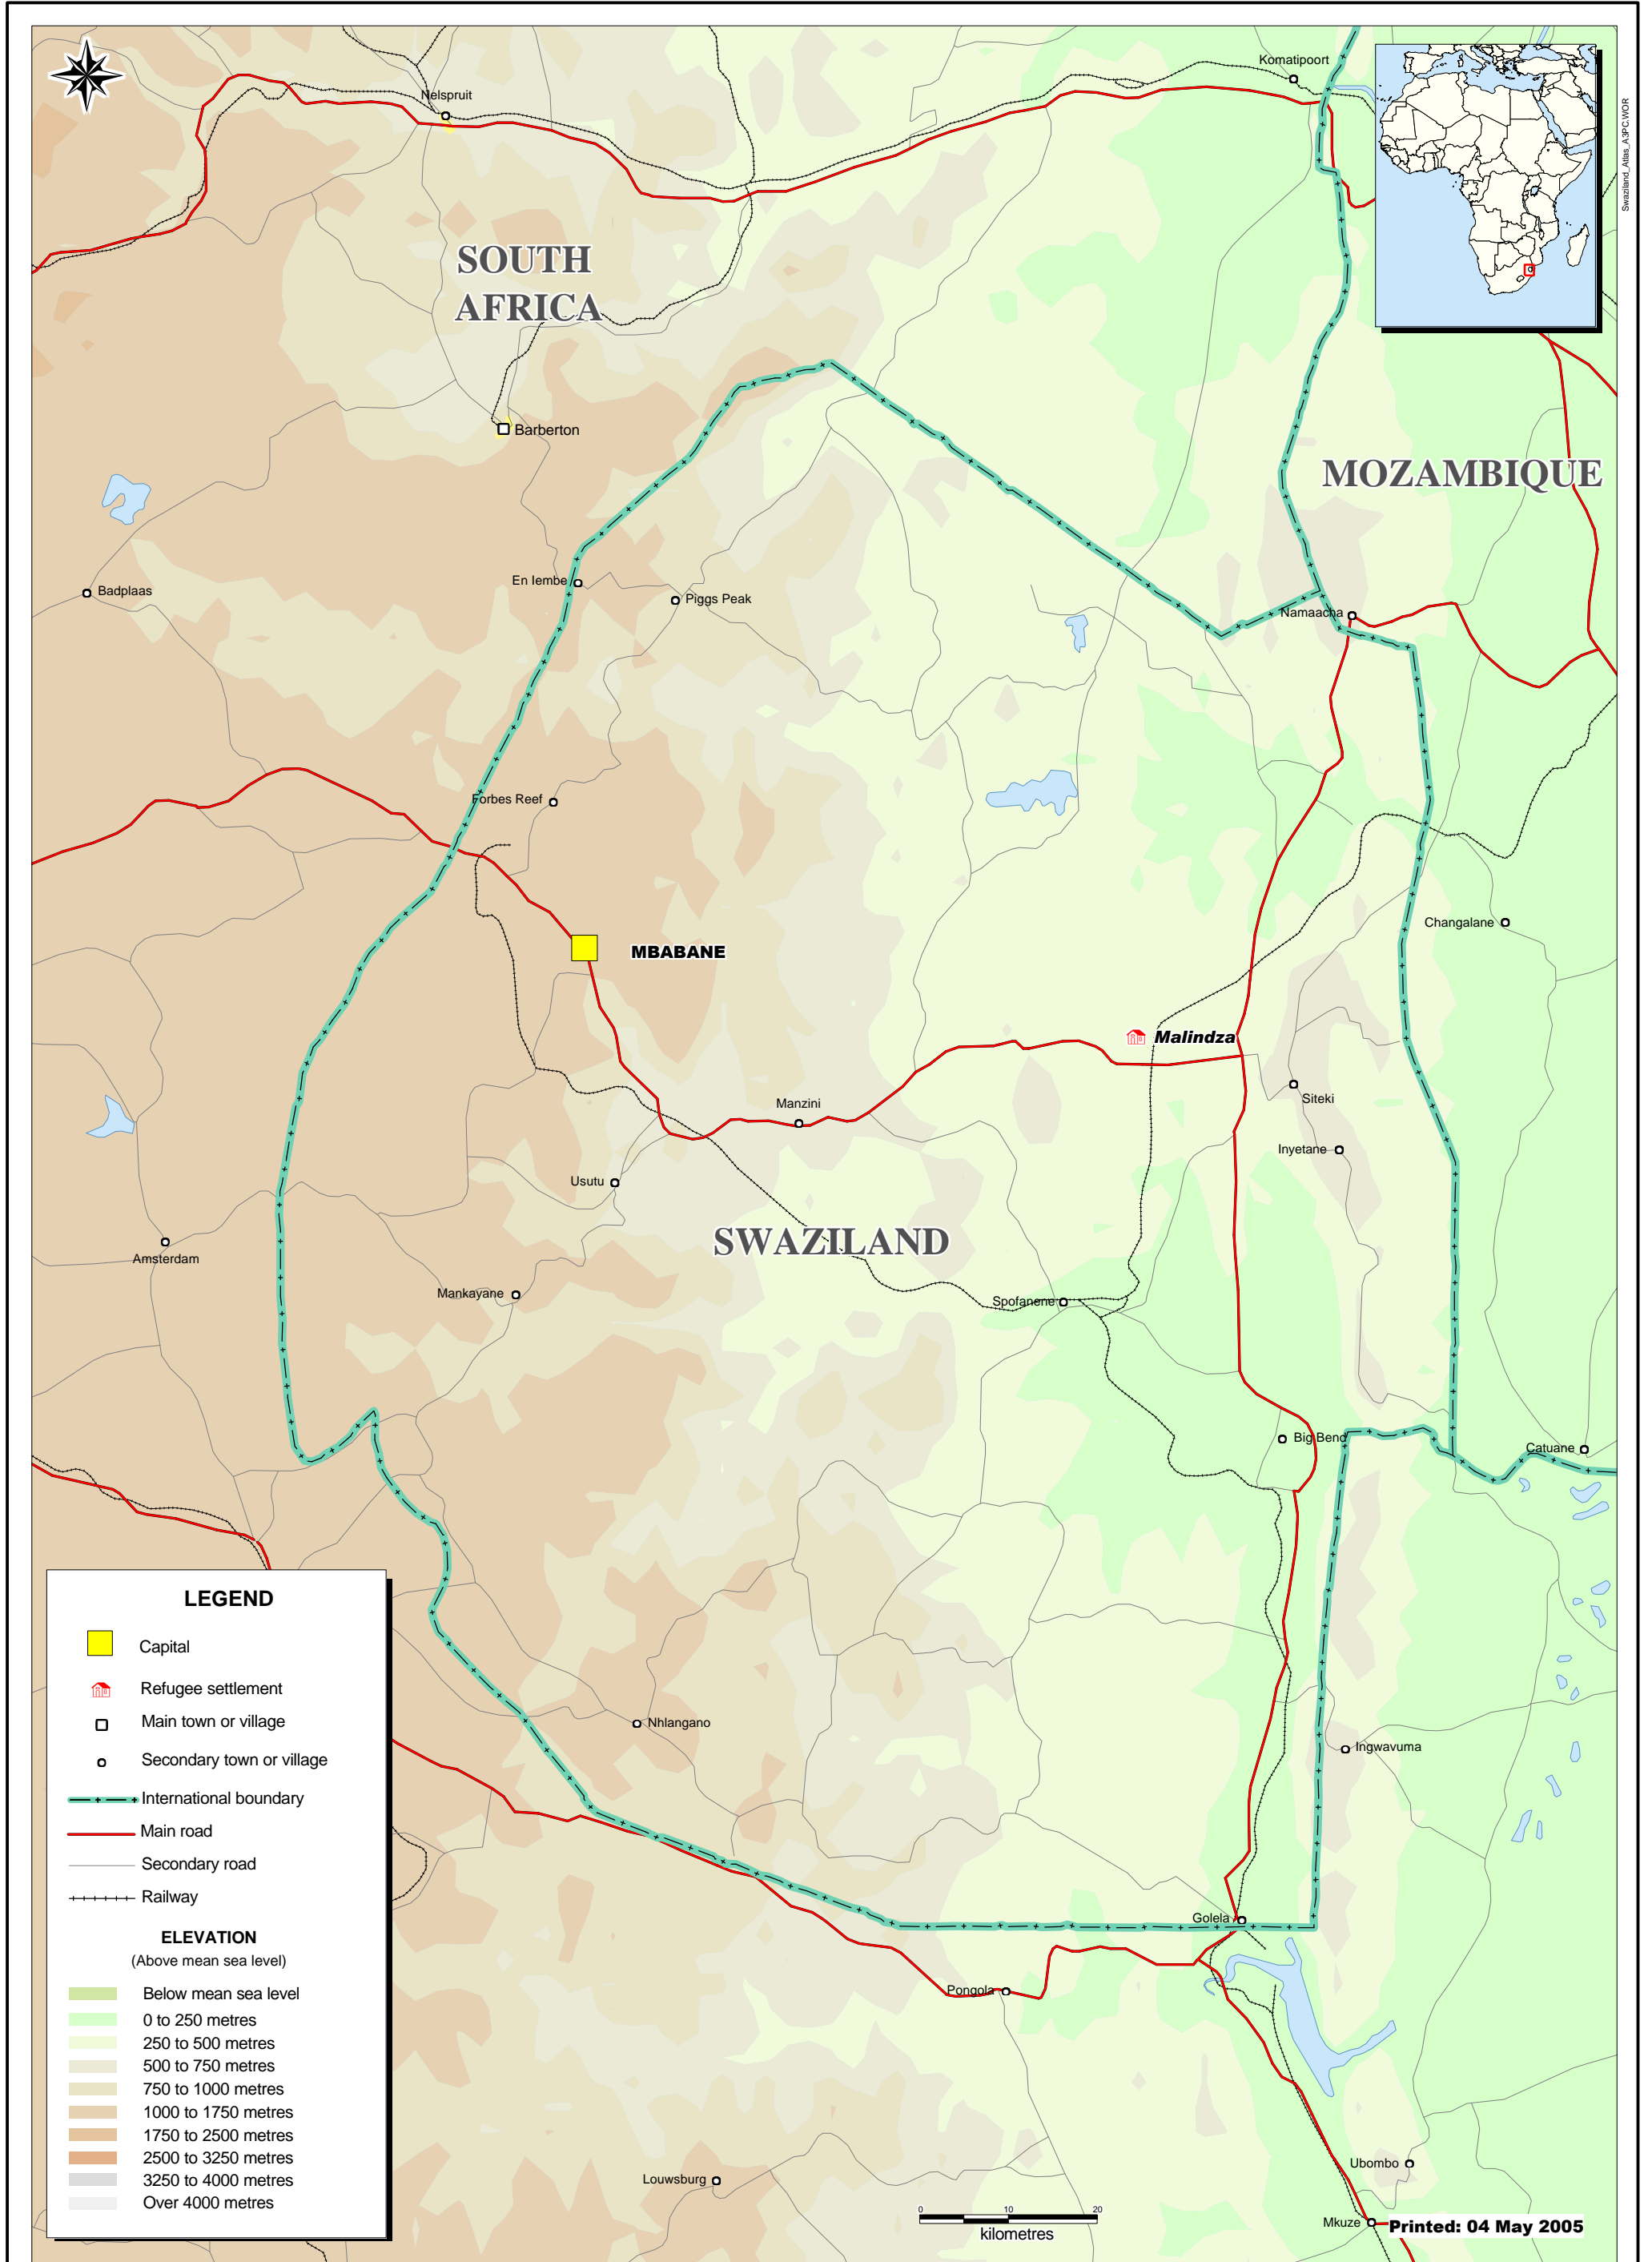 Komatipoort
Nelspruit
Swaziland_Atlas_A3PC.WOR
SOUTH
AFRICA
Barberton
MOZAMBIQUE
En Iembe
Badplaas
Piggs Peak
Namaacha
Forbes Reef
Changalane
MBABANE
Malindza
Siteki
Manzini
Inyetane
Usutu
SWAZILAND
Amsterdam
Mankayane
Spofanene
Big Bend
Catuane
Nhlangano
Ingwavuma
Golela
Pongola
Louwsburg
Ubombo
Mkuze
LEGEND
Capital
Refugee settlement
Main town or village
Secondary town or village
International boundary
Main road
Secondary road
Railway
ELEVATION
(Above mean sea level)
Below mean sea level
0 to 250 metres
250 to 500 metres
500 to 750 metres
750 to 1000 metres
1000 to 1750 metres
1750 to 2500 metres
2500 to 3250 metres
3250 to 4000 metres
Over 4000 metres
0 10 20
kilometres
Printed: 04 May 2005